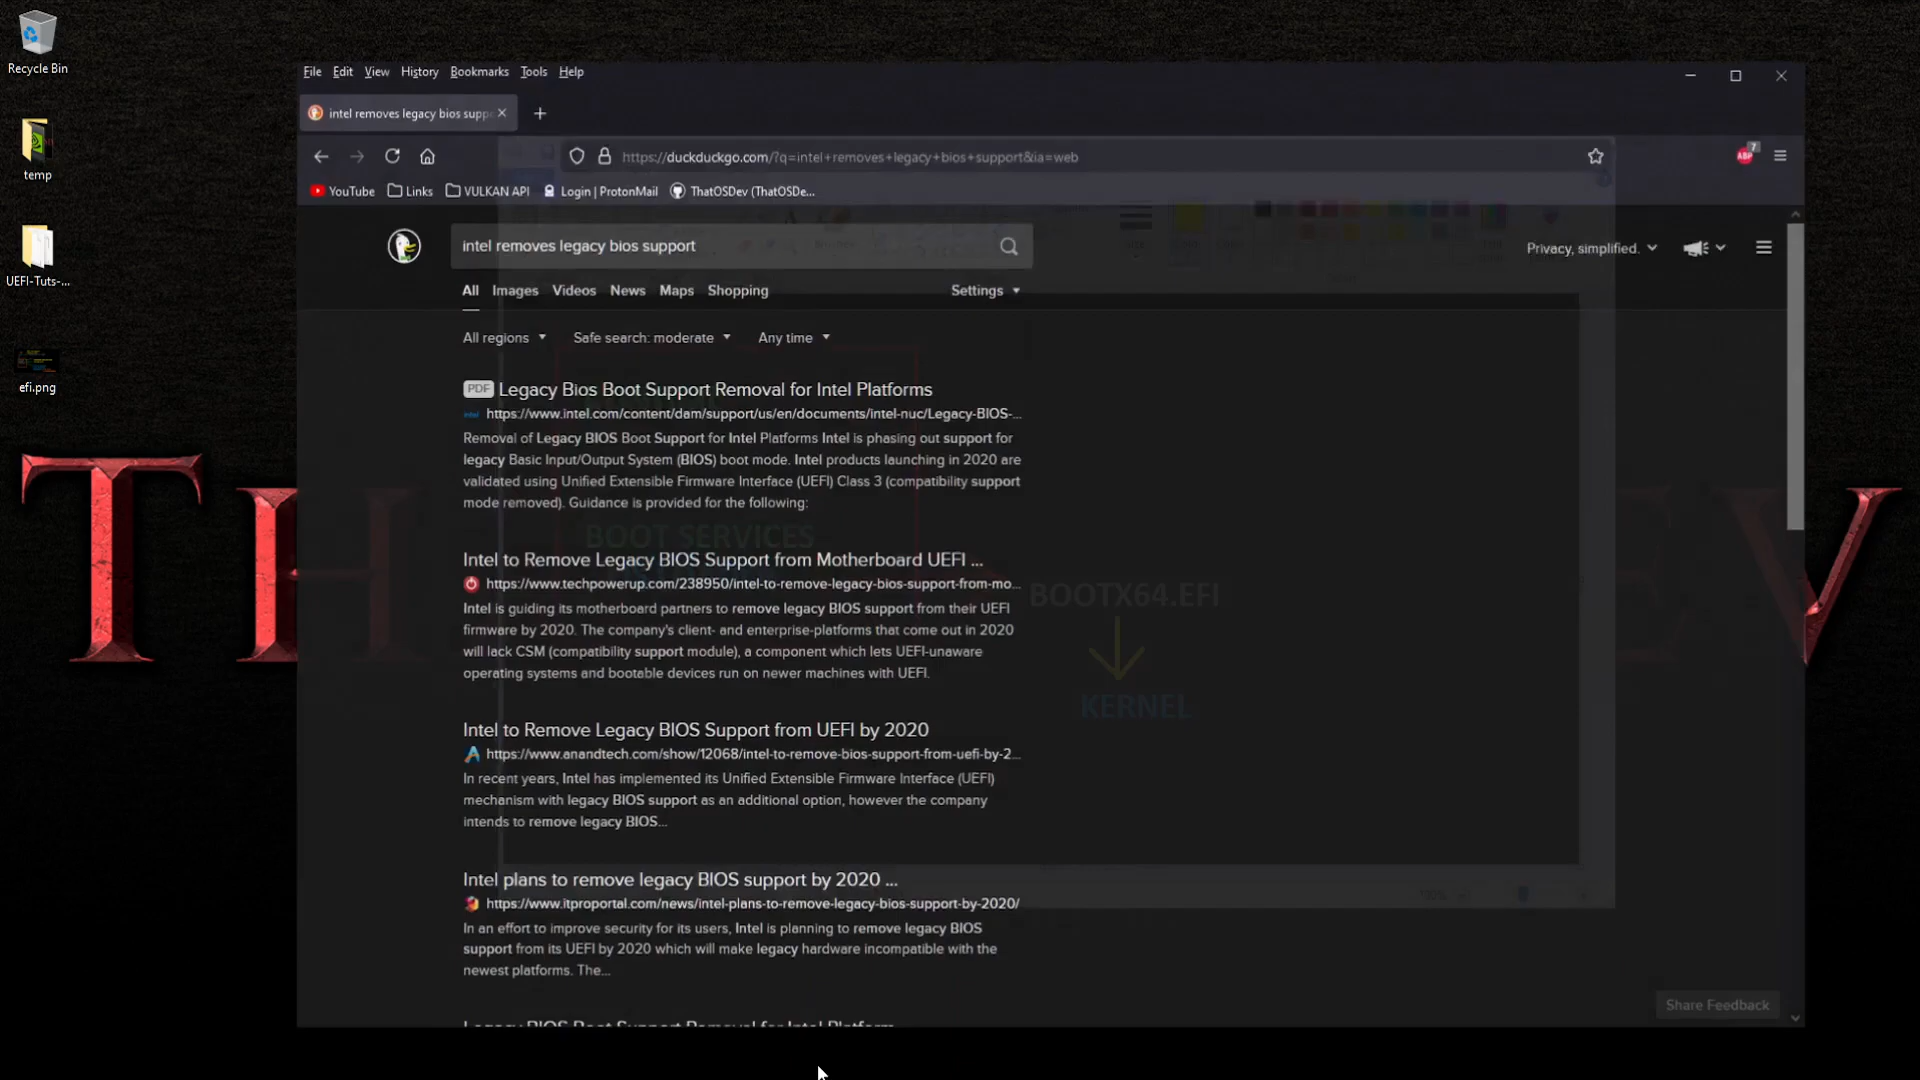 Recycle Bin
temp
UEFI-Tuts-...
efi.png
File Edit View History Bookmarks Tools Help
intel removes legacy bios supp
https://duckduckgo.com/?q=intel+removes+legacy+bios+support&ia=web
7
ABP
YouTube Links VULKAN API Login | ProtonMail ThatOSDev (ThatOSDe...
intel removes legacy bios support
Privacy, simplified.
All Images Videos News Maps Shopping Settings
All regions Safe search: moderate Any time
PDF Legacy Bios Boot Support Removal for Intel Platforms
https://www.intel.com/content/dam/support/us/en/documents/intel-nuc/Legacy-BIOS-...
Removal of Legacy BIOS Boot Support for Intel Platforms Intel is phasing out support for
legacy Basic Input/Output System (BIOS) boot mode. Intel products launching in 2020 are
validated using Unified Extensible Firmware Interface (UEFI) Class 3 (compatibility support
mode removed). Guidance is provided for the following:
BOOT SERVICES
Intel to Remove Legacy BIOS Support from Motherboard UEFI ...
https://www.techpowerup.com/238950/intel-to-remove-legacy-bios-support-from-mo...
Intel is guiding its motherboard partners to remove legacy BIOS support from their UEFI
firmware by 2020. The company's client- and enterprise-platforms that come out in 2020
will lack CSM (compatibility support module), a component which lets UEFI-unaware
operating systems and bootable devices run on newer machines with UEFI.
BOOTX64.EFI
KERNEL
Intel to Remove Legacy BIOS Support from UEFI by 2020
https://www.anandtech.com/show/12068/intel-to-remove-bios-support-from-uefi-by-2...
In recent years, Intel has implemented its Unified Extensible Firmware Interface (UEFI)
mechanism with legacy BIOS support as an additional option, however the company
intends to remove legacy BIOS...
Intel plans to remove legacy BIOS support by 2020 ...
https://www.itproportal.com/news/intel-plans-to-remove-legacy-bios-support-by-2020/
In an effort to improve security for its users, Intel is planning to remove legacy BIOS
support from its UEFI by 2020 which will make legacy hardware incompatible with the
newest platforms. The...
Legacy BIOS Boot Support Removal for Intel Platform
Share Feedback
TH EV